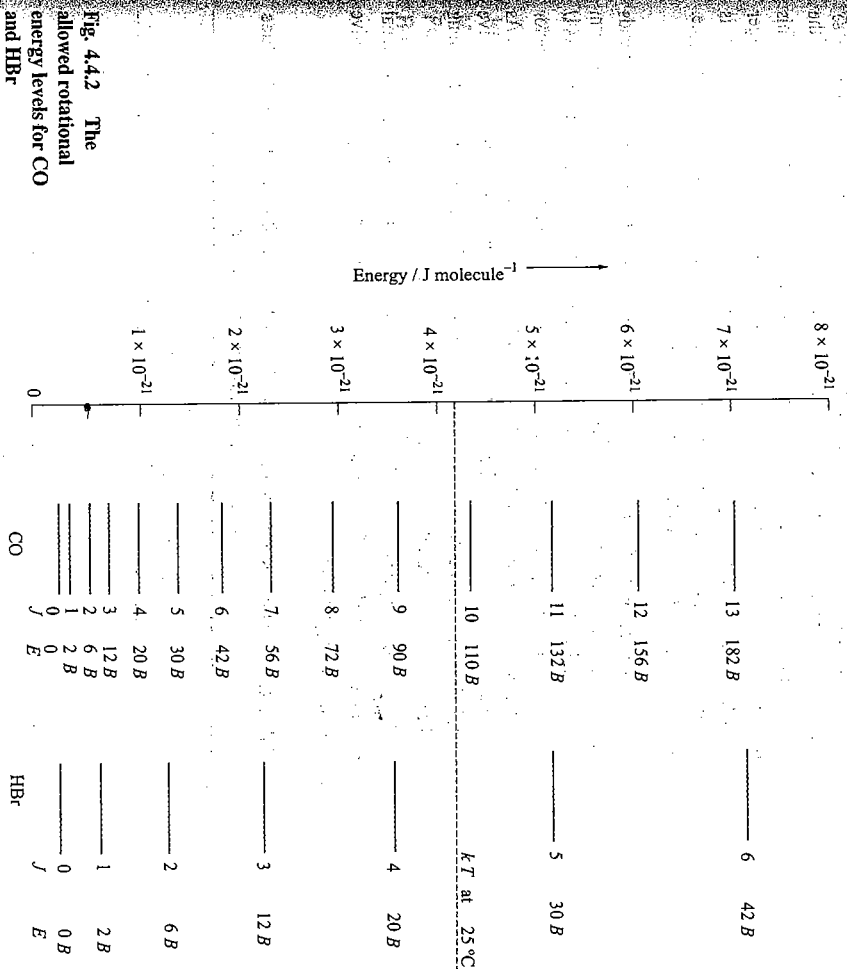 Fig. 4.4.2 The
allowed rotational
energy levels for CO
and HBr
Energy / J molecule⁻¹
8 × 10⁻²¹
7 × 10⁻²¹
6 × 10⁻²¹
5 × 10⁻²¹
4 × 10⁻²¹
3 × 10⁻²¹
2 × 10⁻²¹
1 × 10⁻²¹
0
13 182 B
12 156 B
11 132 B
10 110 B
9 90 B
8 72 B
7 56 B
6 42 B
5 30 B
4 20 B
3 12 B
2 6 B
1 2 B
0 0
J E
CO
6 42 B
5 30 B
kT at 25 °C
4 20 B
3 12 B
2 6 B
1 2 B
0 0 B
J E
HBr